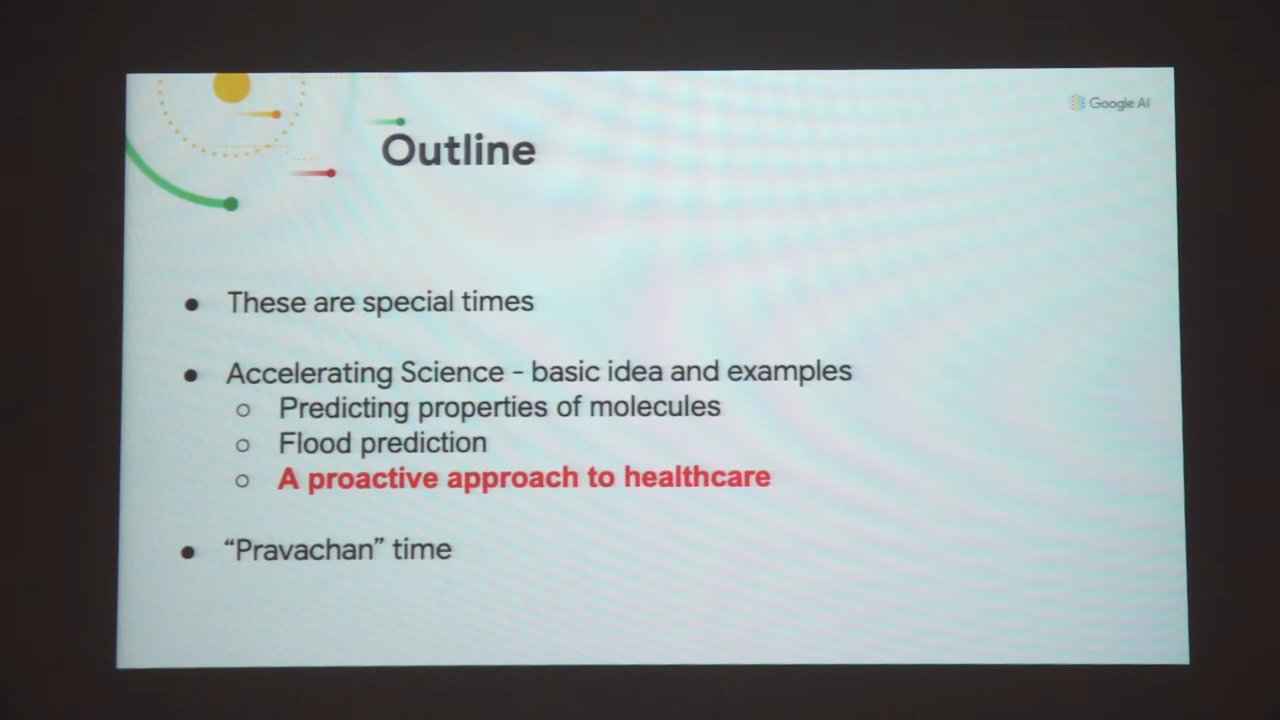 Google AI
Outline
● These are special times
● Accelerating Science - basic idea and examples
○ Predicting properties of molecules
○ Flood prediction
○ A proactive approach to healthcare
● “Pravachan” time